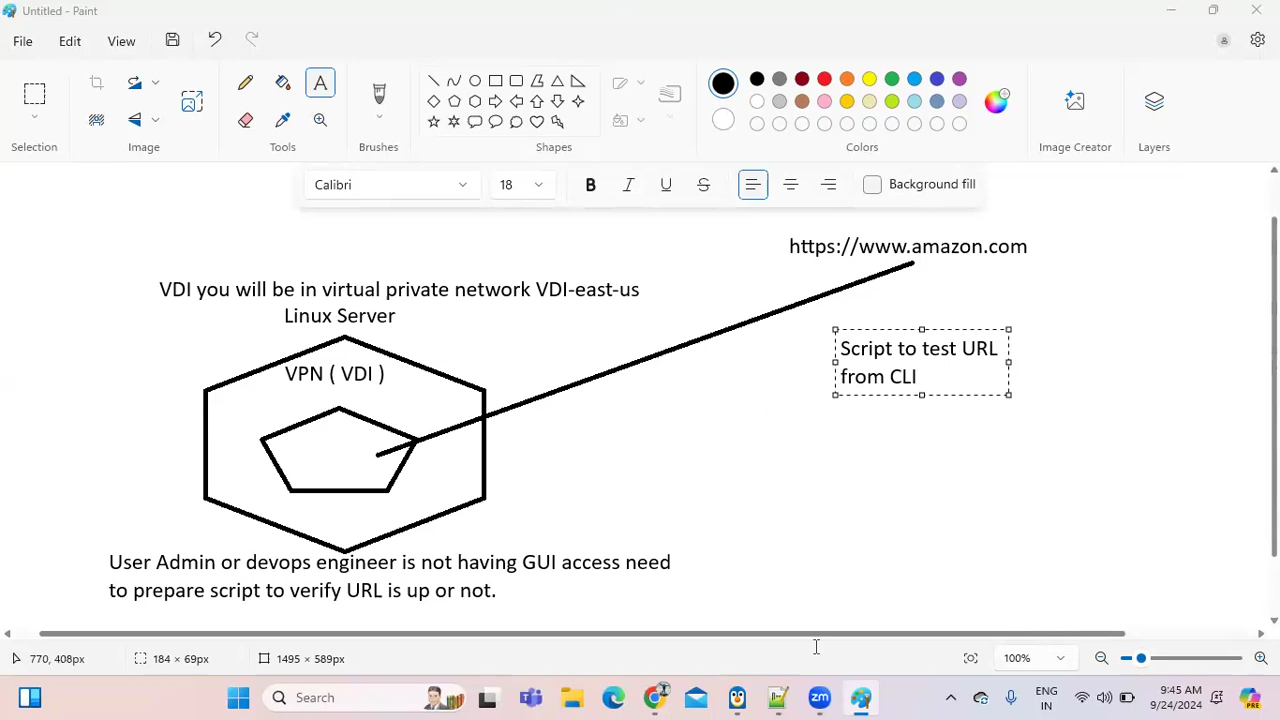 Untitled - Paint
File
Edit
View
Selection
Image
Tools
Brushes
Shapes
Colors
Image Creator
Layers
Calibri
18
B
I
U
S
Background fill
https://www.amazon.com
VDI you will be in virtual private network VDI-east-us
Linux Server
Script to test URL
from CLI
VPN ( VDI )
User Admin or devops engineer is not having GUI access need
to prepare script to verify URL is up or not.
770, 408px
184 × 69px
1495 × 589px
100%
Search
zm
ENG
IN
9:45 AM
9/24/2024
PRE